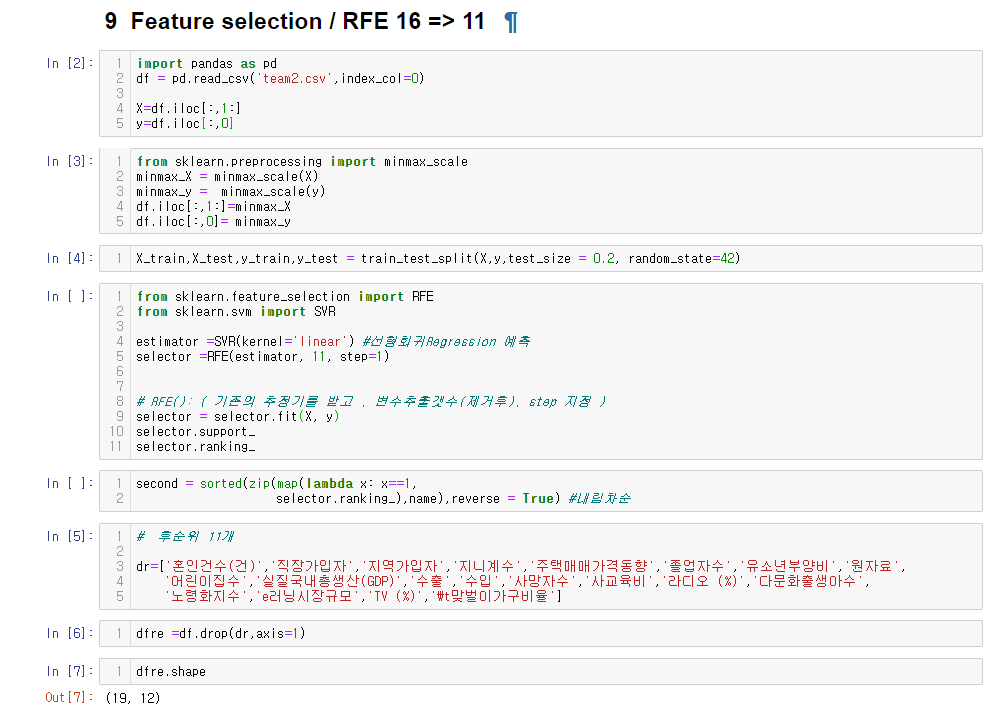 9 Feature selection / RFE 16 => 11 ¶
In [2]:
1 import pandas as pd
2 df = pd.read_csv('team2.csv',index_col=0)
3
4 X=df.iloc[:,1:]
5 y=df.iloc[:,0]
In [3]:
1 from sklearn.preprocessing import minmax_scale
2 minmax_X = minmax_scale(X)
3 minmax_y =  minmax_scale(y)
4 df.iloc[:,1:]=minmax_X
5 df.iloc[:,0]= minmax_y
In [4]:
1 X_train,X_test,y_train,y_test = train_test_split(X,y,test_size = 0.2, random_state=42)
In [ ]:
1 from sklearn.feature_selection import RFE
2 from sklearn.svm import SVR
3
4 estimator =SVR(kernel='linear') #선형회귀Regression 예측
5 selector =RFE(estimator, 11, step=1)
6
7
8 # RFE(): ( 기존의 추정기를 받고 , 변수추출갯수(제거후), step 지정 )
9 selector = selector.fit(X, y)
10 selector.support_
11 selector.ranking_
In [ ]:
1 second = sorted(zip(map(lambda x: x==1,
2 selector.ranking_),name),reverse = True) #내림차순
In [5]:
1 #  후순위 11개
2
3 dr=['혼인건수(건)','직장가입자','지역가입자','지니계수','주택매매가격동향','졸업자수','유소년부양비','원자료',
4 '어린이집수','실질국내총생산(GDP)','수출','수입','사망자수','사교육비','라디오 (%)','다문화출생아수',
5 '노령화지수','e러닝시장규모','TV (%)','₩t맞벌이가구비율']
In [6]:
1 dfre =df.drop(dr,axis=1)
In [7]:
1 dfre.shape
Out[7]: (19, 12)